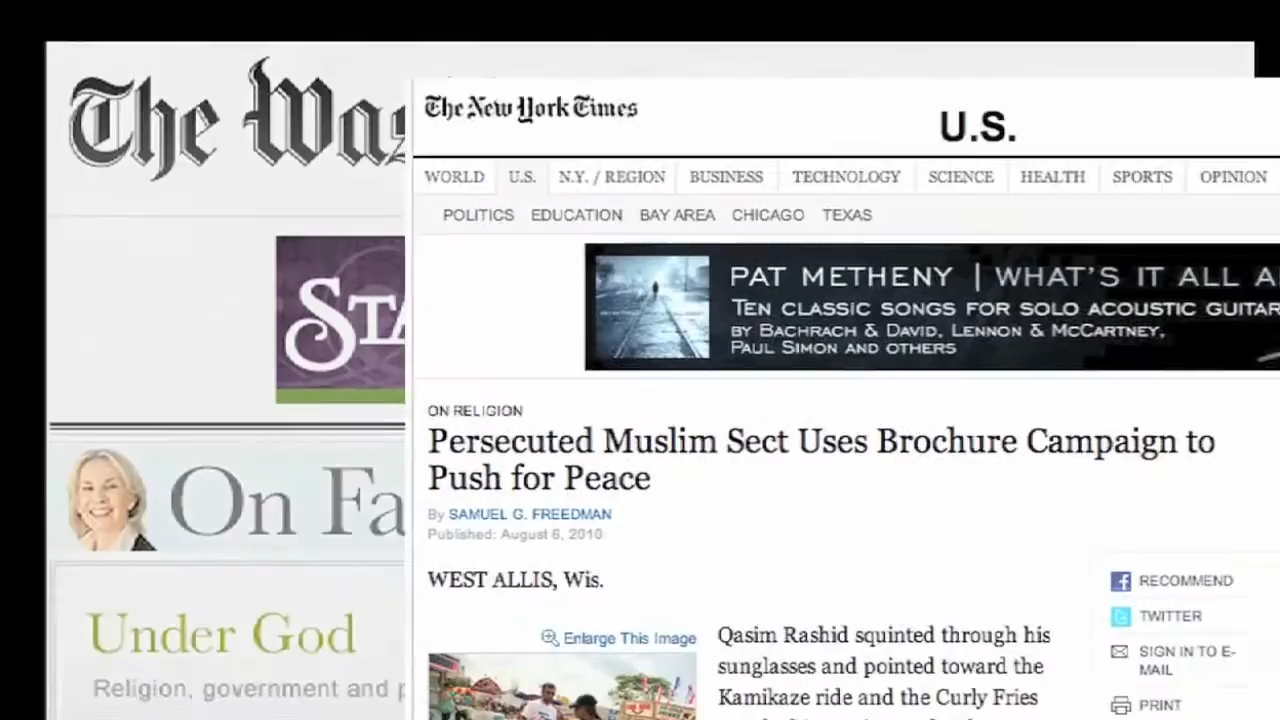 The Was
STA
On Fa
Under God
Religion, government and p
The New York Times
U.S.
WORLD U.S. N.Y. / REGION BUSINESS TECHNOLOGY SCIENCE HEALTH SPORTS OPINION
POLITICS EDUCATION BAY AREA CHICAGO TEXAS
PAT METHENY | WHAT'S IT ALL A
TEN CLASSIC SONGS FOR SOLO ACOUSTIC GUITAR
BY BACHRACH & DAVID, LENNON & MCCARTNEY,
PAUL SIMON AND OTHERS
ON RELIGION
Persecuted Muslim Sect Uses Brochure Campaign to
Push for Peace
By SAMUEL G. FREEDMAN
Published: August 6, 2010
WEST ALLIS, Wis.
Enlarge This Image
Qasim Rashid squinted through his
sunglasses and pointed toward the
Kamikaze ride and the Curly Fries
RECOMMEND
TWITTER
SIGN IN TO E-
MAIL
PRINT